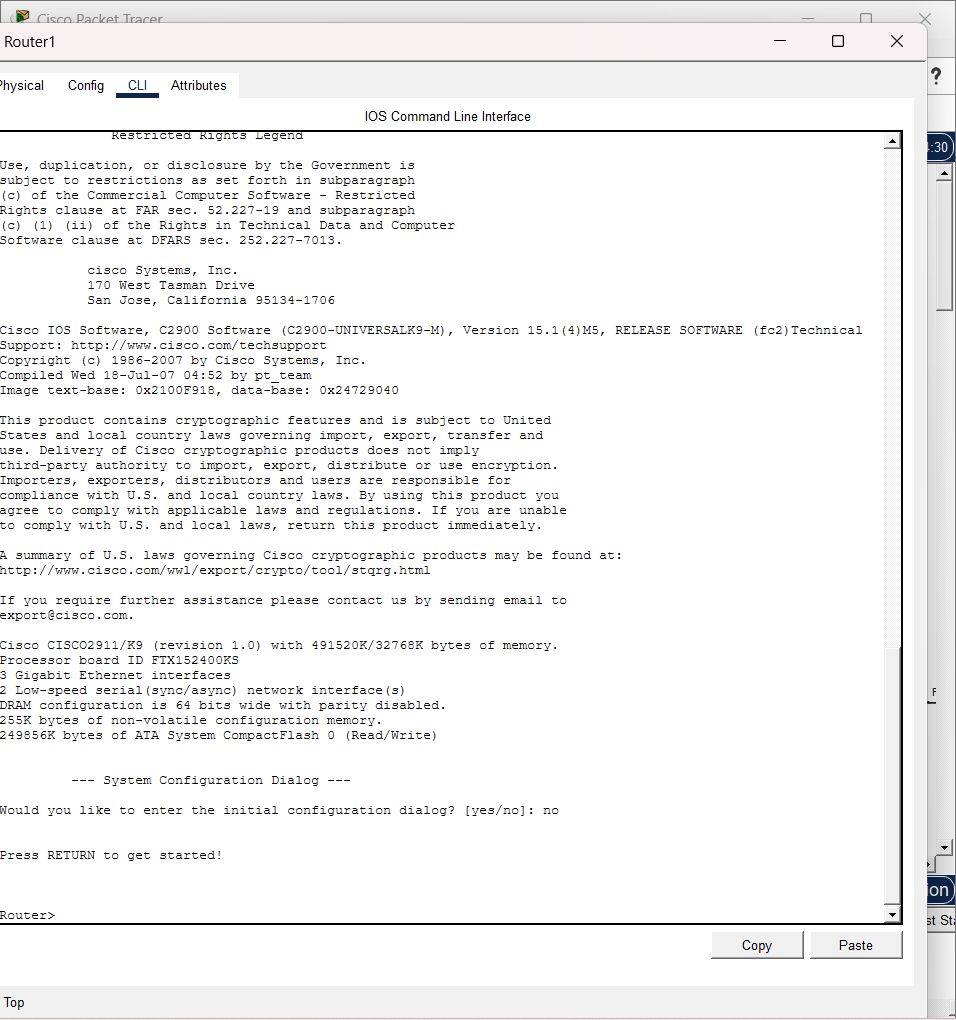 Cisco Packet Tracer
Router1
Physical Config CLI Attributes
?
IOS Command Line Interface
Restricted Rights Legend
:30
Use, duplication, or disclosure by the Government is
subject to restrictions as set forth in subparagraph
(c) of the Commercial Computer Software - Restricted
Rights clause at FAR sec. 52.227-19 and subparagraph
(c) (1) (ii) of the Rights in Technical Data and Computer
Software clause at DFARS sec. 252.227-7013.
cisco Systems, Inc.
170 West Tasman Drive
San Jose, California 95134-1706
Cisco IOS Software, C2900 Software (C2900-UNIVERSALK9-M), Version 15.1(4)M5, RELEASE SOFTWARE (fc2)Technical
Support: http://www.cisco.com/techsupport
Copyright (c) 1986-2007 by Cisco Systems, Inc.
Compiled Wed 18-Jul-07 04:52 by pt_team
Image text-base: 0x2100F918, data-base: 0x24729040
This product contains cryptographic features and is subject to United
States and local country laws governing import, export, transfer and
use. Delivery of Cisco cryptographic products does not imply
third-party authority to import, export, distribute or use encryption.
Importers, exporters, distributors and users are responsible for
compliance with U.S. and local country laws. By using this product you
agree to comply with applicable laws and regulations. If you are unable
to comply with U.S. and local laws, return this product immediately.
A summary of U.S. laws governing Cisco cryptographic products may be found at:
http://www.cisco.com/wwl/export/crypto/tool/stqrg.html
If you require further assistance please contact us by sending email to
export@cisco.com.
Cisco CISCO2911/K9 (revision 1.0) with 491520K/32768K bytes of memory.
Processor board ID FTX152400KS
3 Gigabit Ethernet interfaces
2 Low-speed serial(sync/async) network interface(s)
DRAM configuration is 64 bits wide with parity disabled.
255K bytes of non-volatile configuration memory.
249856K bytes of ATA System CompactFlash 0 (Read/Write)
--- System Configuration Dialog ---
Would you like to enter the initial configuration dialog? [yes/no]: no
Press RETURN to get started!
ion
Router>
st Sta
Copy Paste
Top